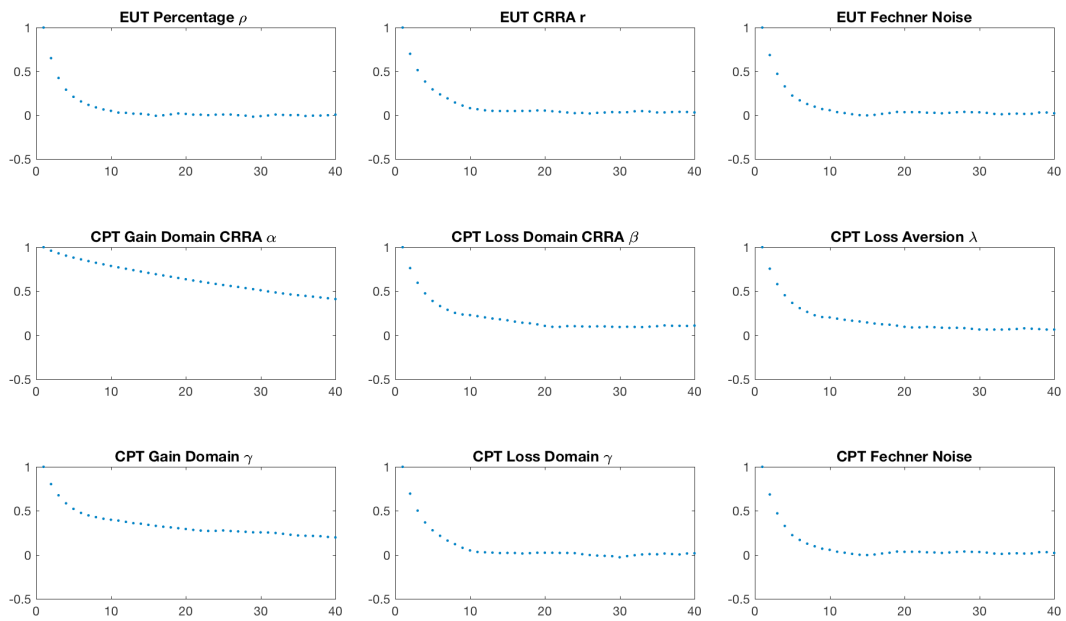 EUT Percentage ρ
EUT CRRA r
EUT Fechner Noise
1
0.5
0
-0.5
0 10 20 30 40
1
0.5
0
-0.5
0 10 20 30 40
1
0.5
0
-0.5
0 10 20 30 40
CPT Gain Domain CRRA α
CPT Loss Domain CRRA β
CPT Loss Aversion λ
1
0.5
0
-0.5
0 10 20 30 40
1
0.5
0
-0.5
0 10 20 30 40
1
0.5
0
-0.5
0 10 20 30 40
CPT Gain Domain γ
CPT Loss Domain γ
CPT Fechner Noise
1
0.5
0
-0.5
0 10 20 30 40
1
0.5
0
-0.5
0 10 20 30 40
1
0.5
0
-0.5
0 10 20 30 40